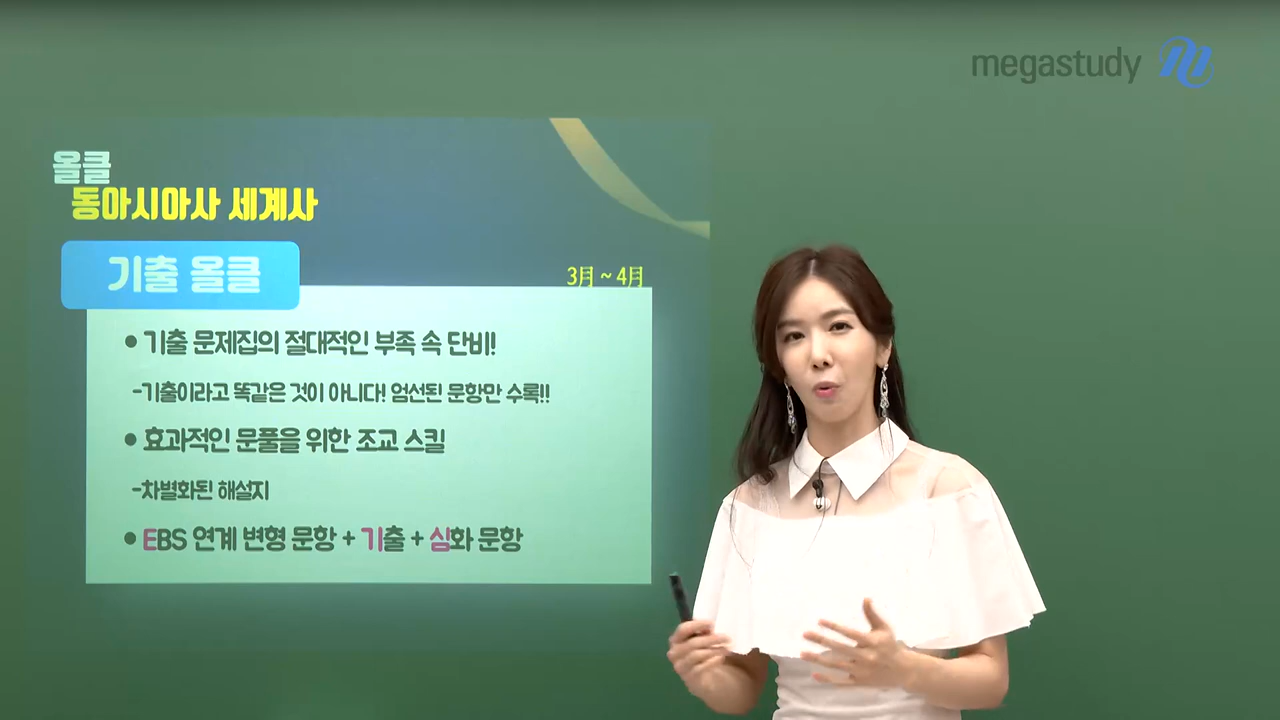 megastudy
올클
동아시아사 세계사
기출 올클
3月 ~ 4月
• 기출 문제집의 절대적인 부족 속 단비!
-기출이라고 똑같은 것이 아니다! 엄선된 문항만 수록!!
• 효과적인 문풀을 위한 조교 스킬
-차별화된 해설지
• EBS 연계 변형 문항 + 기출 + 심화 문항